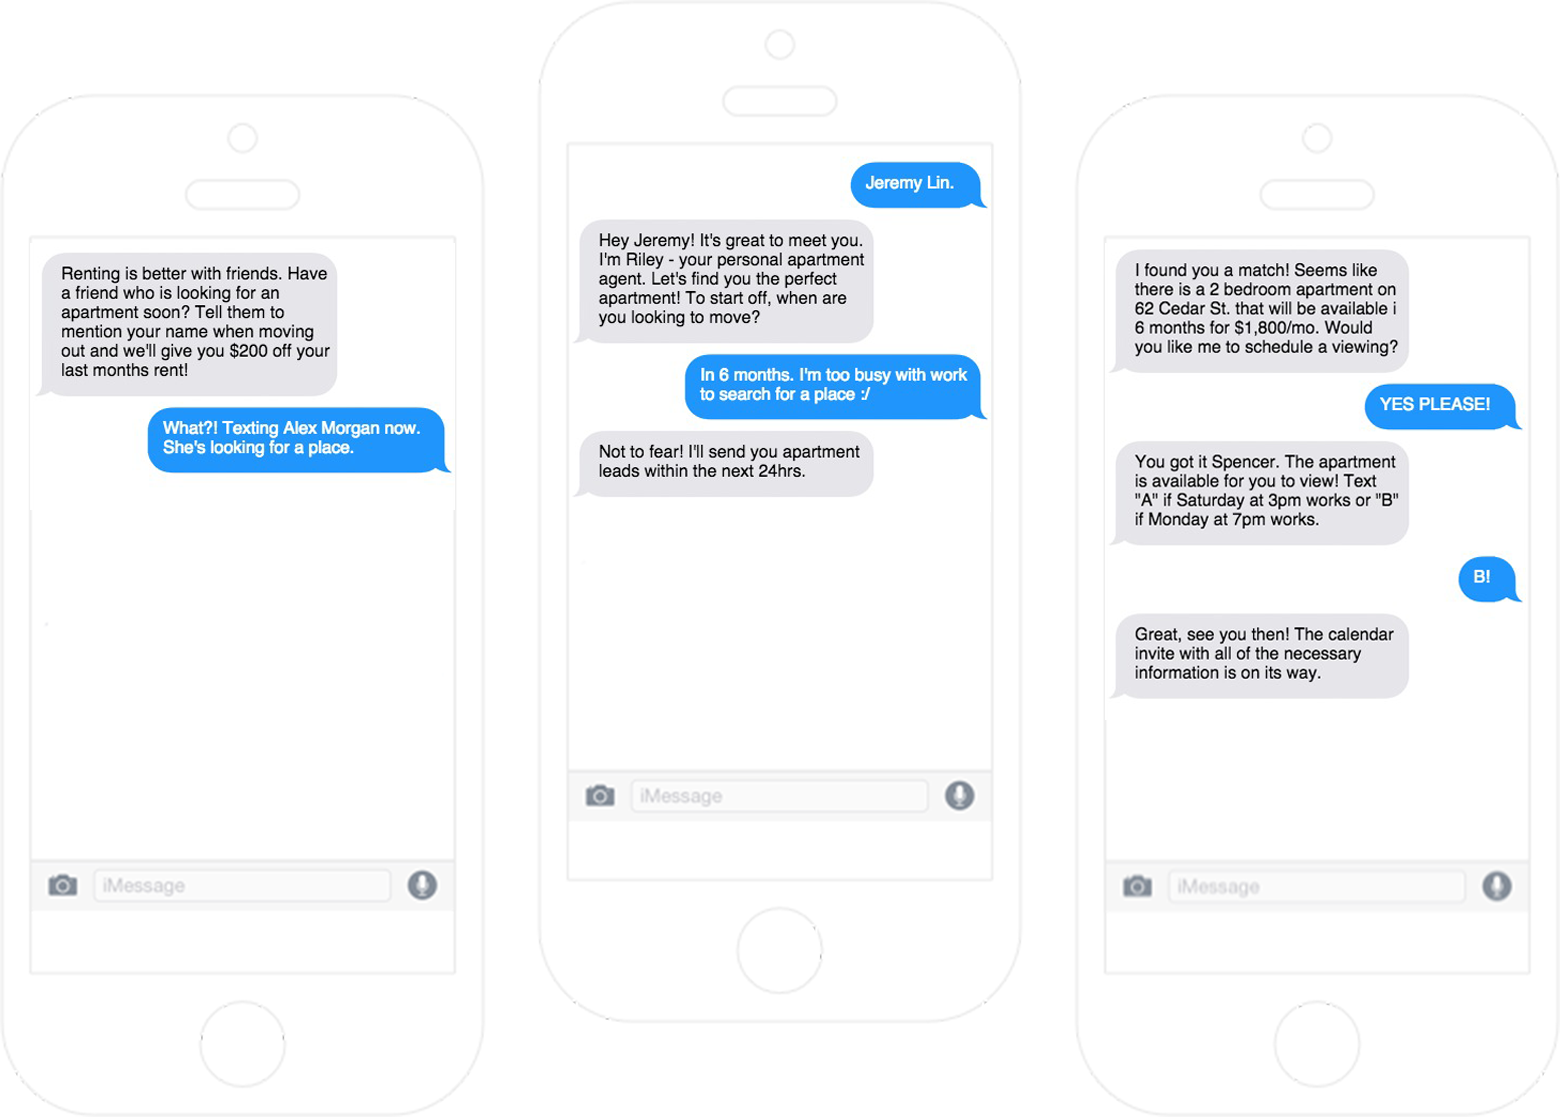 Renting is better with friends. Have
a friend who is looking for an
apartment soon? Tell them to
mention your name when moving
out and we'll give you $200 off your
last months rent!
What?! Texting Alex Morgan now.
She's looking for a place.
iMessage
Jeremy Lin.
Hey Jeremy! It's great to meet you.
I'm Riley - your personal apartment
agent. Let's find you the perfect
apartment! To start off, when are
you looking to move?
In 6 months. I'm too busy with work
to search for a place :/
Not to fear! I'll send you apartment
leads within the next 24hrs.
iMessage
I found you a match! Seems like
there is a 2 bedroom apartment on
62 Cedar St. that will be available i
6 months for $1,800/mo. Would
you like me to schedule a viewing?
YES PLEASE!
You got it Spencer. The apartment
is available for you to view! Text
"A" if Saturday at 3pm works or "B"
if Monday at 7pm works.
B!
Great, see you then! The calendar
invite with all of the necessary
information is on its way.
iMessage